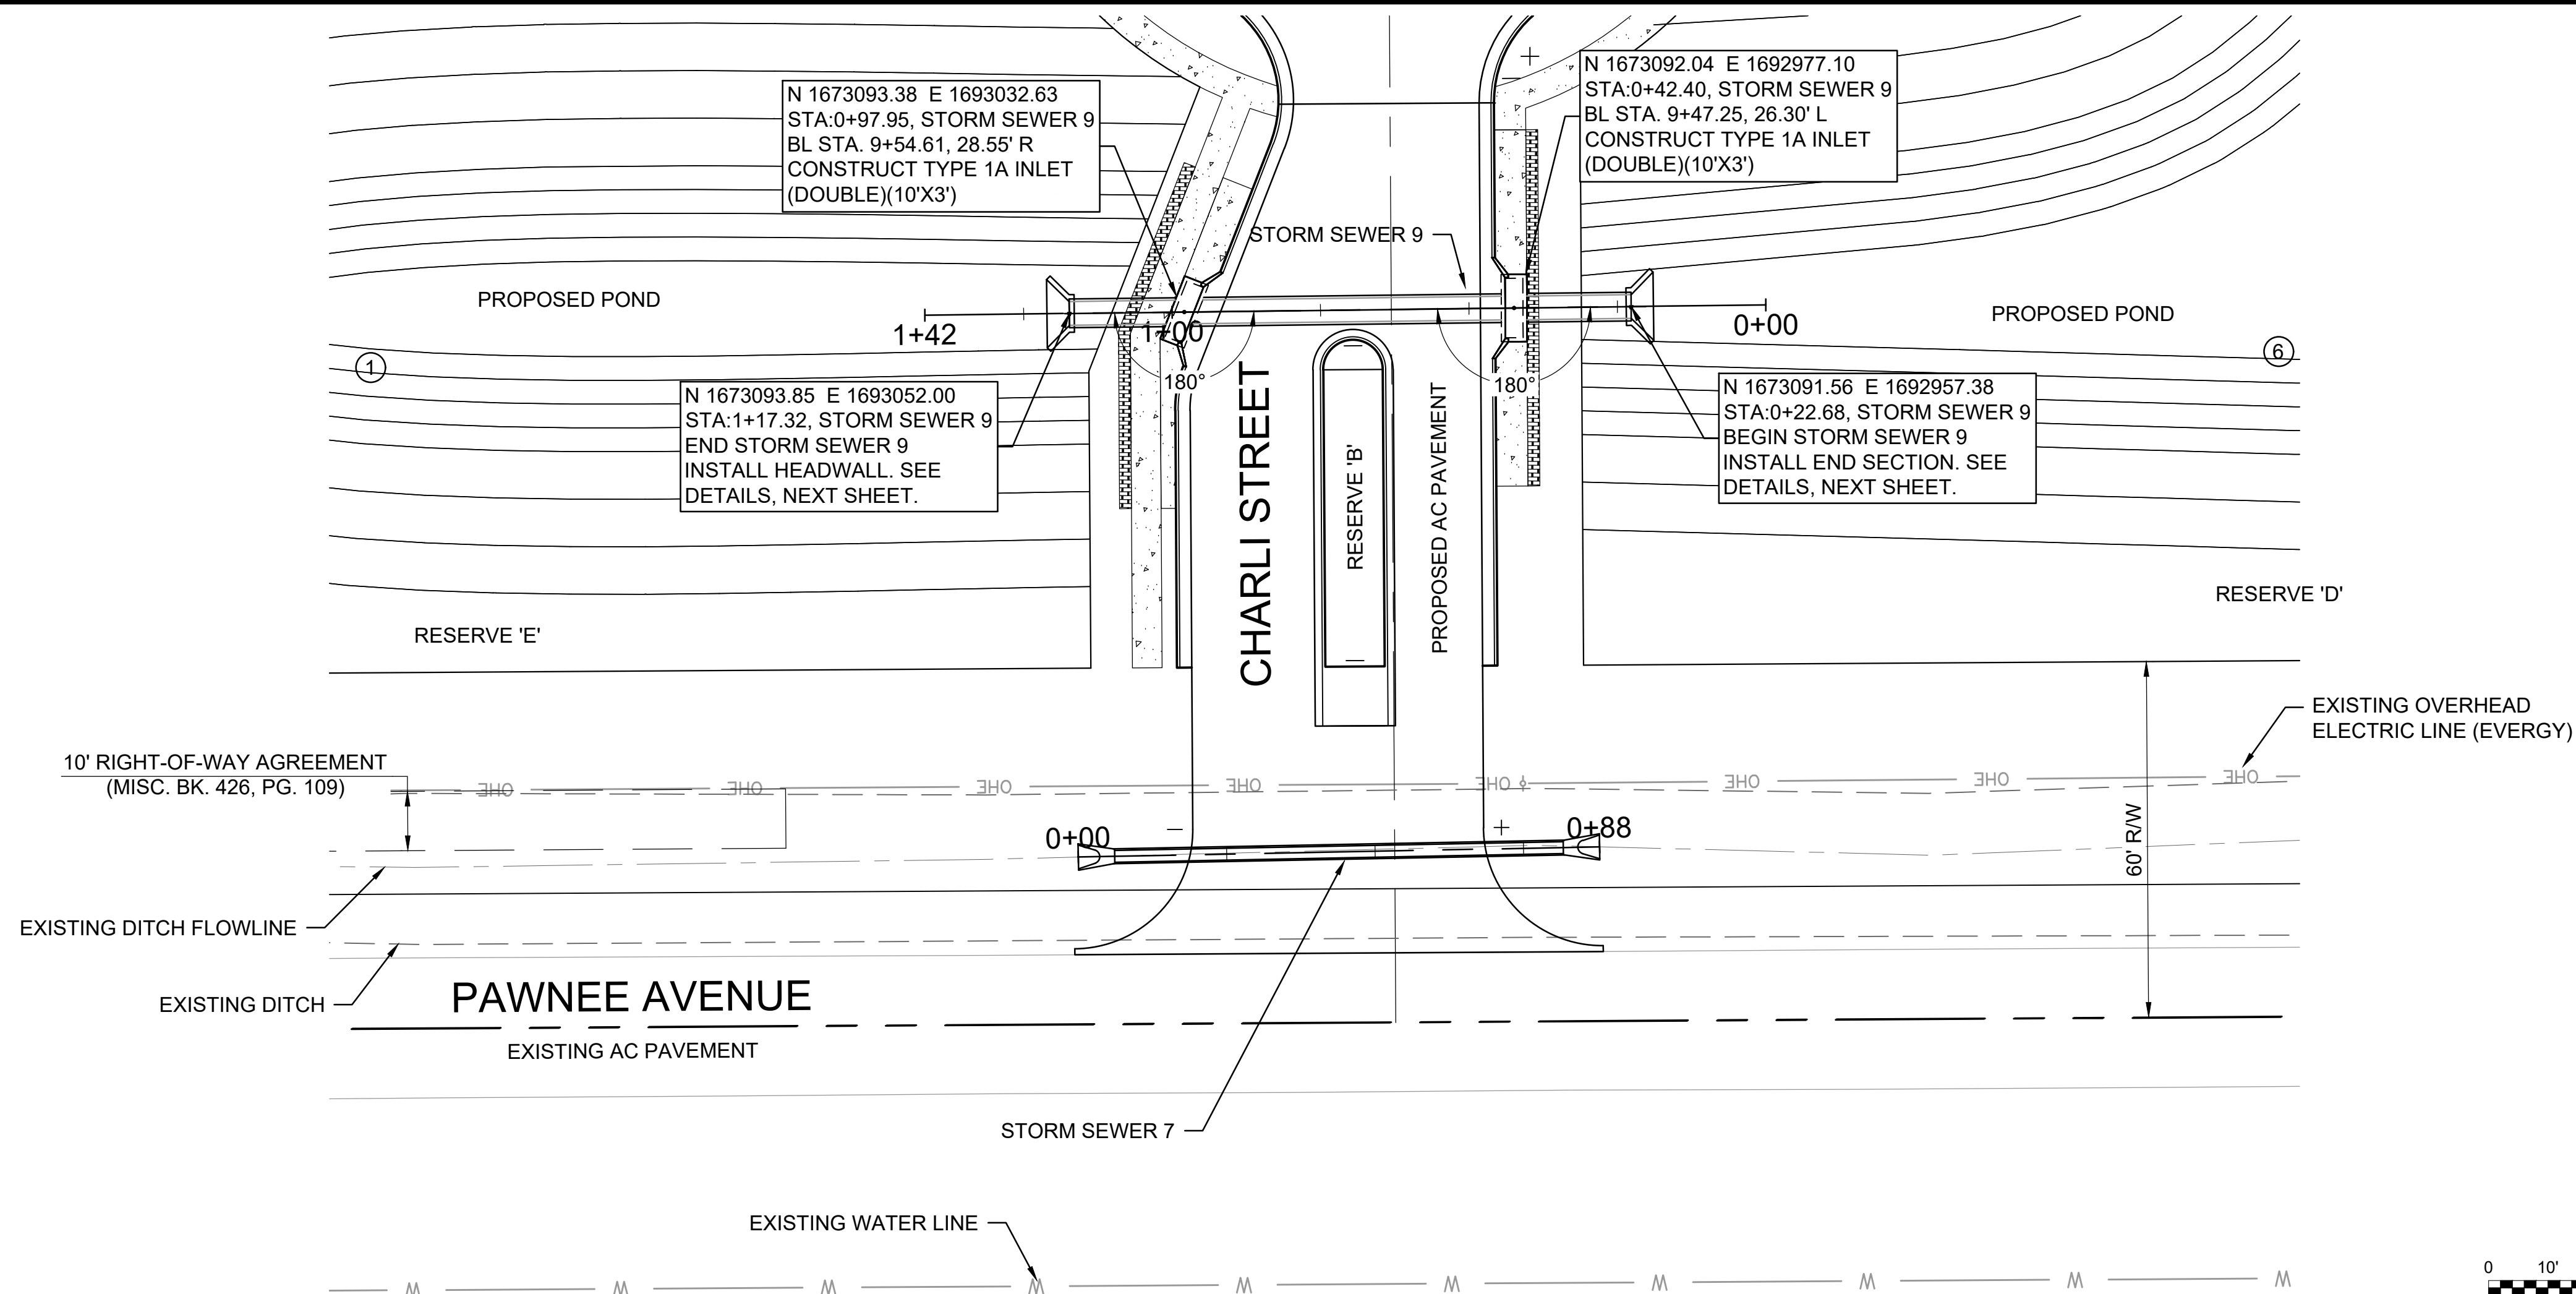 N 1673093.38  E 1693032.63
STA:0+97.95, STORM SEWER 9
BL STA. 9+54.61, 28.55' R
CONSTRUCT TYPE 1A INLET
(DOUBLE)(10'X3')
N 1673092.04  E 1692977.10
STA:0+42.40, STORM SEWER 9
BL STA. 9+47.25, 26.30' L
CONSTRUCT TYPE 1A INLET
(DOUBLE)(10'X3')
STORM SEWER 9
PROPOSED POND
PROPOSED POND
1+42
1+00
0+00
1
6
180°
180°
N 1673093.85  E 1693052.00
STA:1+17.32, STORM SEWER 9
END STORM SEWER 9
INSTALL HEADWALL. SEE
DETAILS, NEXT SHEET.
N 1673091.56  E 1692957.38
STA:0+22.68, STORM SEWER 9
BEGIN STORM SEWER 9
INSTALL END SECTION. SEE
DETAILS, NEXT SHEET.
CHARLI STREET
RESERVE 'B'
PROPOSED AC PAVEMENT
RESERVE 'E'
RESERVE 'D'
EXISTING OVERHEAD
ELECTRIC LINE (EVERGY)
10' RIGHT-OF-WAY AGREEMENT
(MISC. BK. 426, PG. 109)
OHE
OHE
OHE
OHE
OHE
OHE
OHE
OHE
0+00
0+88
60' R/W
EXISTING DITCH FLOWLINE
EXISTING DITCH
PAWNEE AVENUE
EXISTING AC PAVEMENT
STORM SEWER 7
EXISTING WATER LINE
W
W
W
W
W
W
W
W
W
W
0
10'